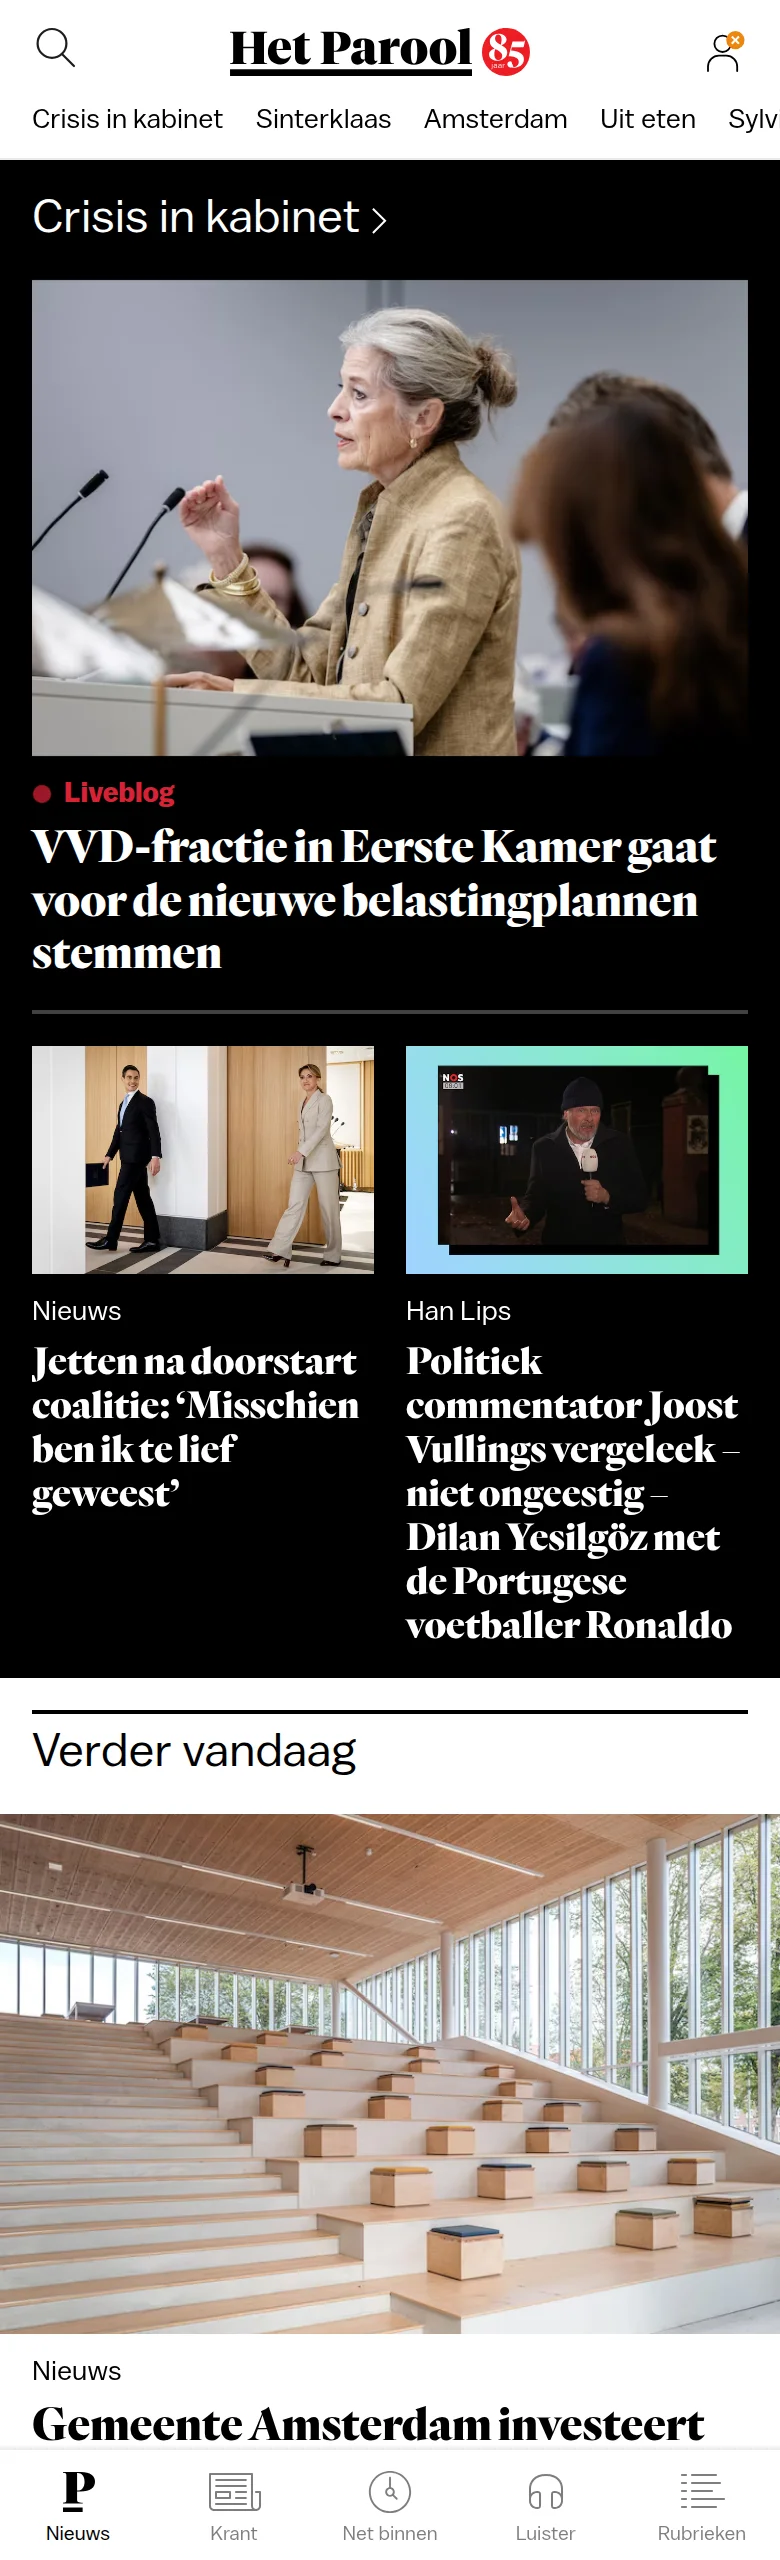 Het Parool 85 jaar
Crisis in kabinet Sinterklaas Amsterdam Uit eten Sylv
Crisis in kabinet
Liveblog
VVD-fractie in Eerste Kamer gaat
voor de nieuwe belastingplannen
stemmen
NOS
Nieuws
Jetten na doorstart
coalitie: ‘Misschien
ben ik te lief
geweest’
Han Lips
Politiek
commentator Joost
Vullings vergeleek –
niet ongeestig –
Dilan Yesilgöz met
de Portugese
voetballer Ronaldo
Verder vandaag
Nieuws
Gemeente Amsterdam investeert
P
Nieuws Krant Net binnen Luister Rubrieken